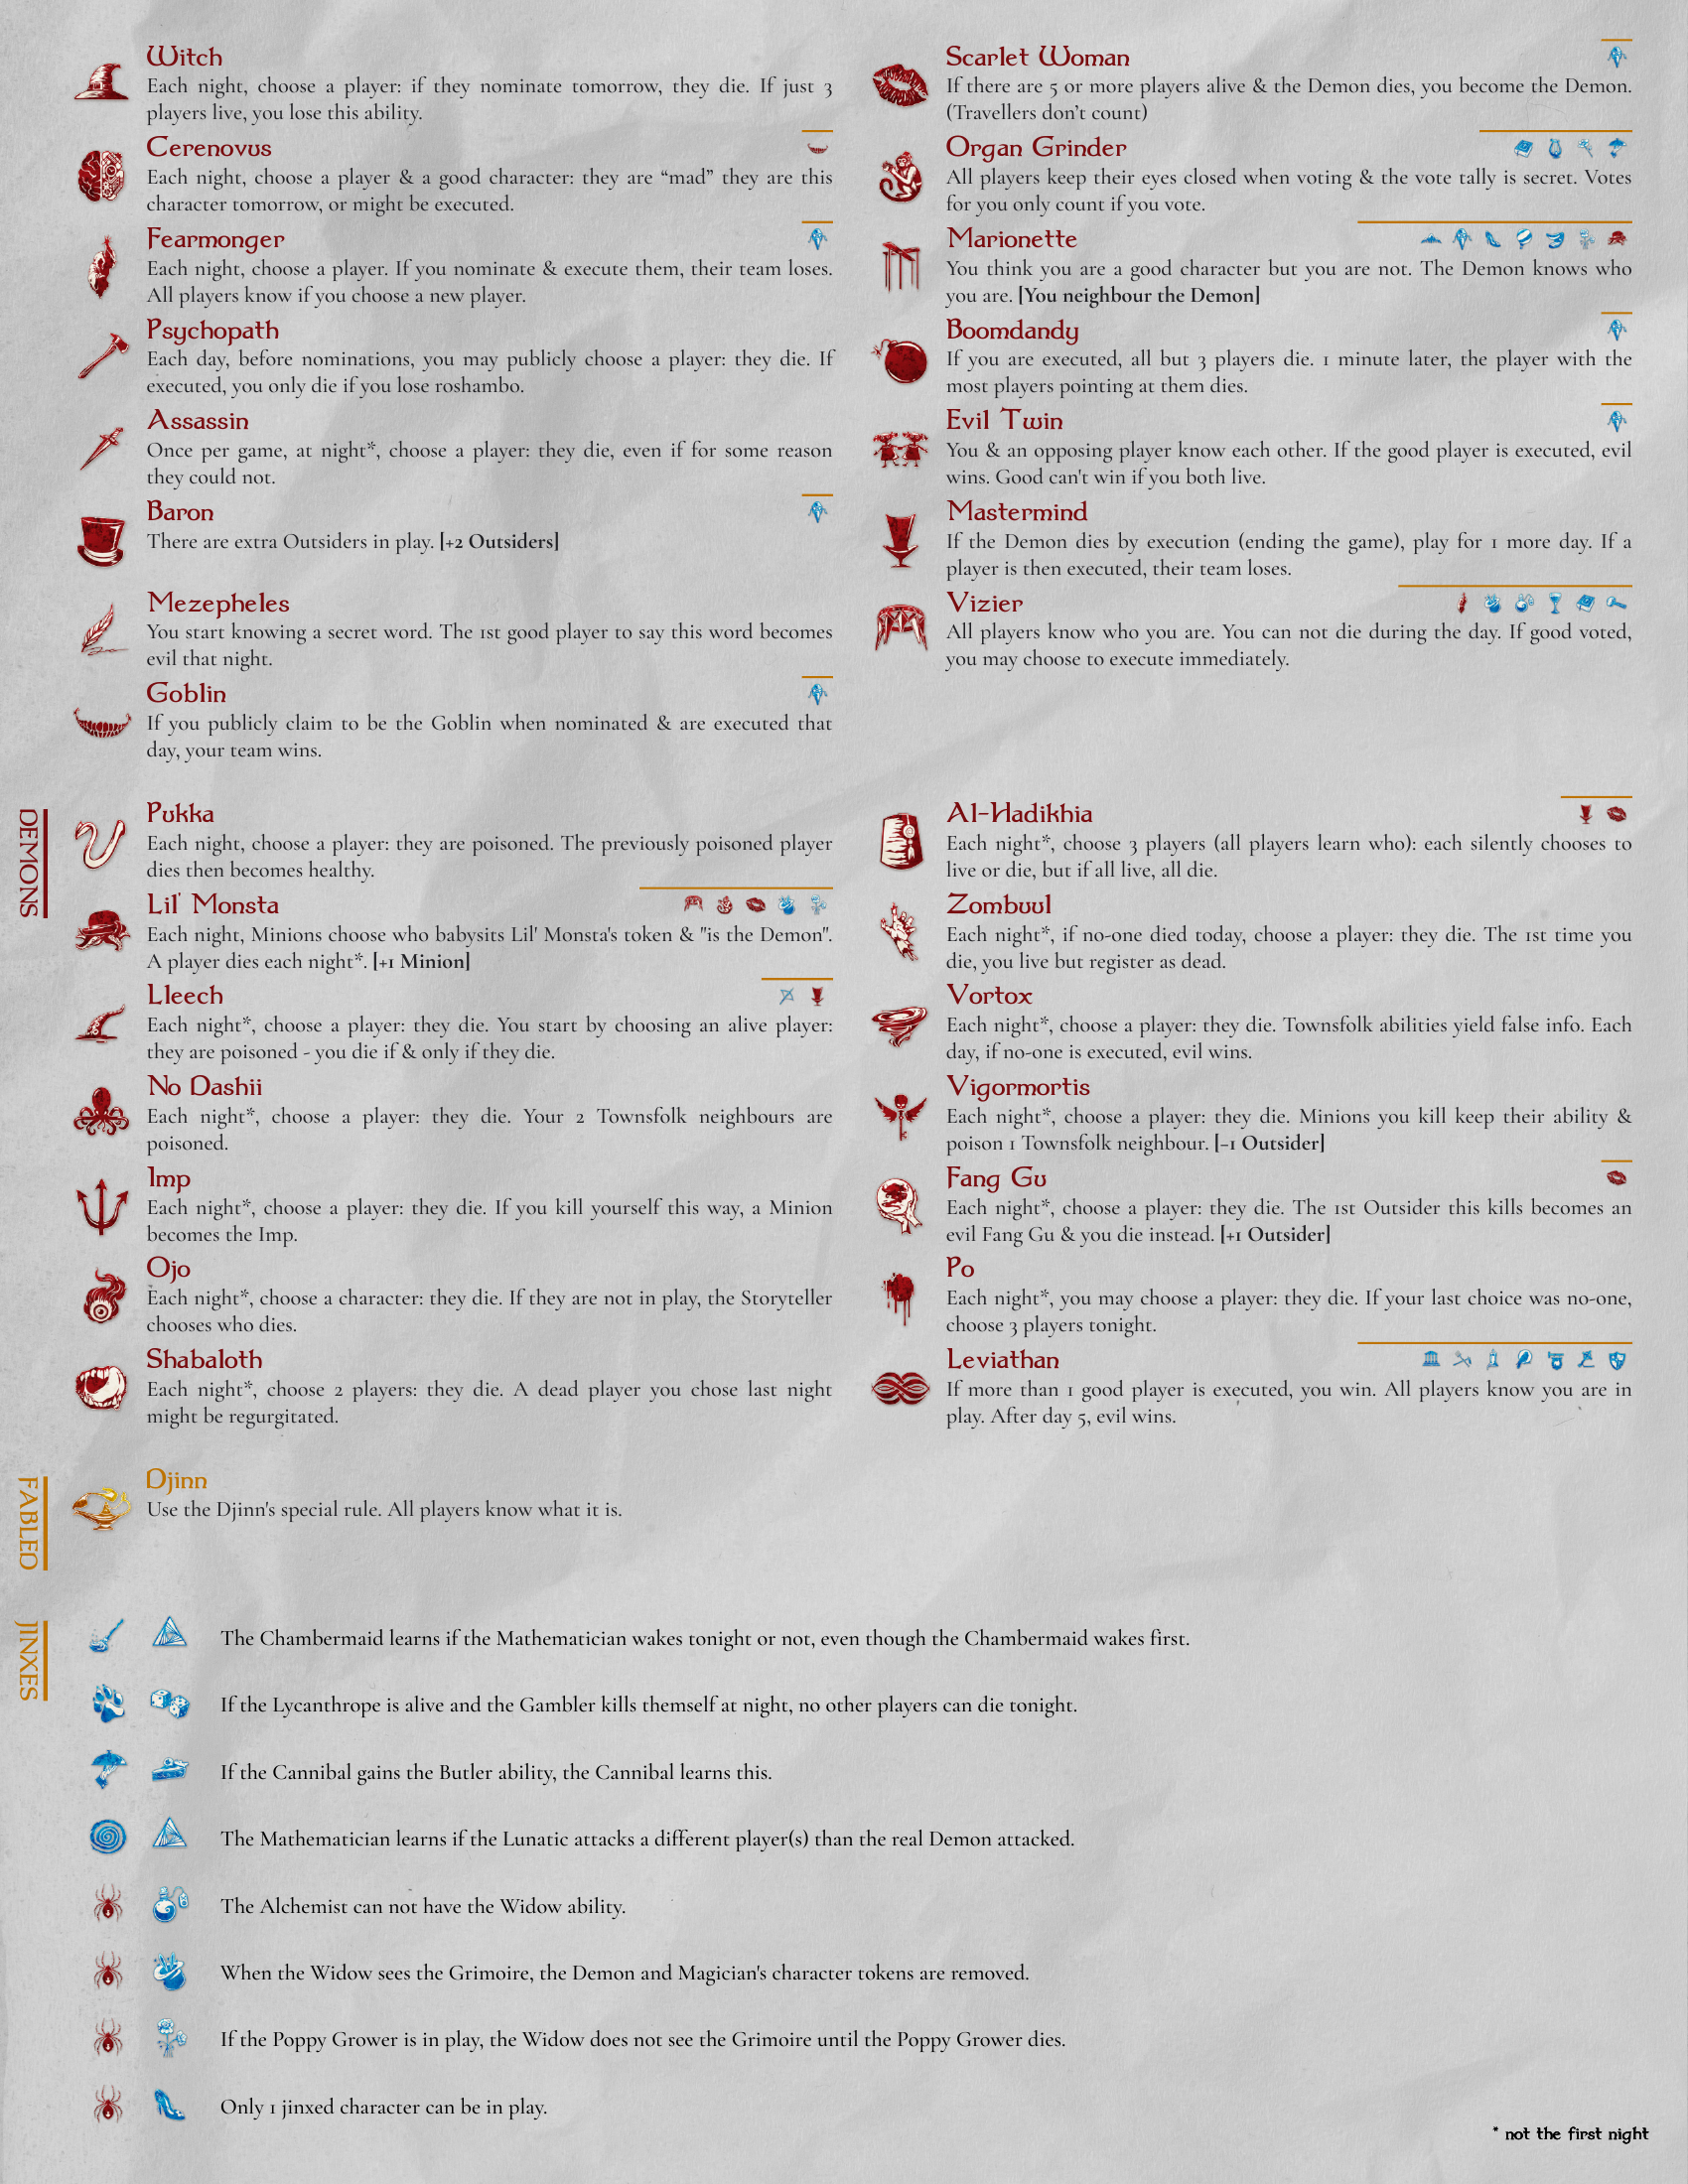 Witch
Each night, choose a player: if they nominate tomorrow, they die. If just 3
players live, you lose this ability.
Cerenovus
Each night, choose a player & a good character: they are “mad” they are this
character tomorrow, or might be executed.
Fearmonger
Each night, choose a player. If you nominate & execute them, their team loses.
All players know if you choose a new player.
Psychopath
Each day, before nominations, you may publicly choose a player: they die. If
executed, you only die if you lose roshambo.
Assassin
Once per game, at night*, choose a player: they die, even if for some reason
they could not.
Baron
There are extra Outsiders in play. [+2 Outsiders]
Mezepheles
You start knowing a secret word. The 1st good player to say this word becomes
evil that night.
Goblin
If you publicly claim to be the Goblin when nominated & are executed that
day, your team wins.
Scarlet Woman
If there are 5 or more players alive & the Demon dies, you become the Demon.
(Travellers don’t count)
Organ Grinder
All players keep their eyes closed when voting & the vote tally is secret. Votes
for you only count if you vote.
Marionette
You think you are a good character but you are not. The Demon knows who
you are. [You neighbour the Demon]
Boomdandy
If you are executed, all but 3 players die. 1 minute later, the player with the
most players pointing at them dies.
Evil Twin
You & an opposing player know each other. If the good player is executed, evil
wins. Good can't win if you both live.
Mastermind
If the Demon dies by execution (ending the game), play for 1 more day. If a
player is then executed, their team loses.
Vizier
All players know who you are. You can not die during the day. If good voted,
you may choose to execute immediately.
DEMONS
Pukka
Each night, choose a player: they are poisoned. The previously poisoned player
dies then becomes healthy.
Lil' Monsta
Each night, Minions choose who babysits Lil' Monsta's token & "is the Demon".
A player dies each night*. [+1 Minion]
Lleech
Each night*, choose a player: they die. You start by choosing an alive player:
they are poisoned - you die if & only if they die.
No Dashii
Each night*, choose a player: they die. Your 2 Townsfolk neighbours are
poisoned.
Imp
Each night*, choose a player: they die. If you kill yourself this way, a Minion
becomes the Imp.
Ojo
Each night*, choose a character: they die. If they are not in play, the Storyteller
chooses who dies.
Shabaloth
Each night*, choose 2 players: they die. A dead player you chose last night
might be regurgitated.
Al-Hadikhia
Each night*, choose 3 players (all players learn who): each silently chooses to
live or die, but if all live, all die.
Zombuul
Each night*, if no-one died today, choose a player: they die. The 1st time you
die, you live but register as dead.
Vortox
Each night*, choose a player: they die. Townsfolk abilities yield false info. Each
day, if no-one is executed, evil wins.
Vigormortis
Each night*, choose a player: they die. Minions you kill keep their ability &
poison 1 Townsfolk neighbour. [−1 Outsider]
Fang Gu
Each night*, choose a player: they die. The 1st Outsider this kills becomes an
evil Fang Gu & you die instead. [+1 Outsider]
Po
Each night*, you may choose a player: they die. If your last choice was no-one,
choose 3 players tonight.
Leviathan
If more than 1 good player is executed, you win. All players know you are in
play. After day 5, evil wins.
FABLED
Djinn
Use the Djinn's special rule. All players know what it is.
JINXES
The Chambermaid learns if the Mathematician wakes tonight or not, even though the Chambermaid wakes first.
If the Lycanthrope is alive and the Gambler kills themself at night, no other players can die tonight.
If the Cannibal gains the Butler ability, the Cannibal learns this.
The Mathematician learns if the Lunatic attacks a different player(s) than the real Demon attacked.
The Alchemist can not have the Widow ability.
When the Widow sees the Grimoire, the Demon and Magician's character tokens are removed.
If the Poppy Grower is in play, the Widow does not see the Grimoire until the Poppy Grower dies.
Only 1 jinxed character can be in play.
* not the first night